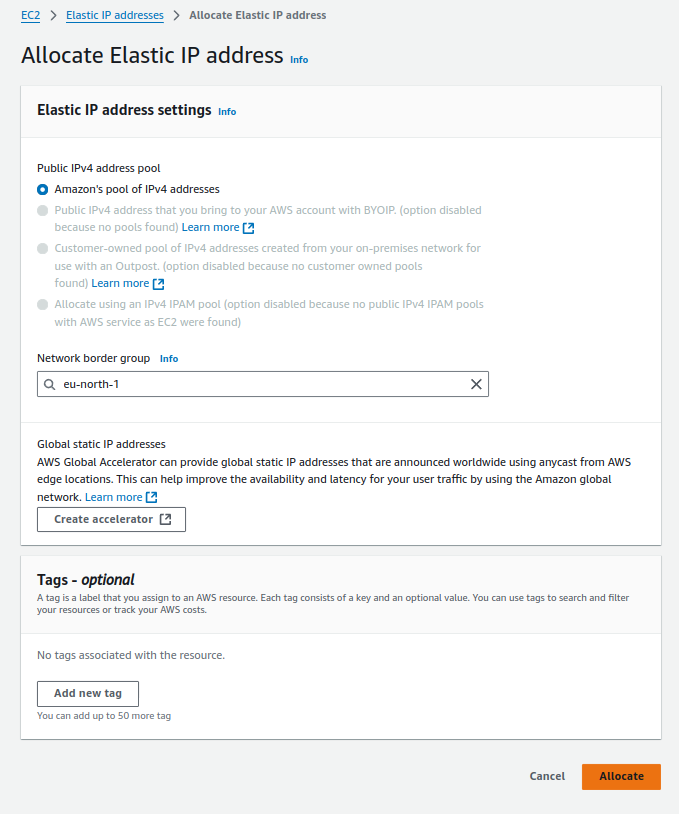 EC2 > Elastic IP addresses > Allocate Elastic IP address
Allocate Elastic IP address Info
Elastic IP address settings Info
Public IPv4 address pool
Amazon's pool of IPv4 addresses
Public IPv4 address that you bring to your AWS account with BYOIP. (option disabled
because no pools found) Learn more
Customer-owned pool of IPv4 addresses created from your on-premises network for
use with an Outpost. (option disabled because no customer owned pools
found) Learn more
Allocate using an IPv4 IPAM pool (option disabled because no public IPv4 IPAM pools
with AWS service as EC2 were found)
Network border group Info
eu-north-1
Global static IP addresses
AWS Global Accelerator can provide global static IP addresses that are announced worldwide using anycast from AWS
edge locations. This can help improve the availability and latency for your user traffic by using the Amazon global
network. Learn more
Create accelerator
Tags - optional
A tag is a label that you assign to an AWS resource. Each tag consists of a key and an optional value. You can use tags to search and filter
your resources or track your AWS costs.
No tags associated with the resource.
Add new tag
You can add up to 50 more tag
Cancel Allocate